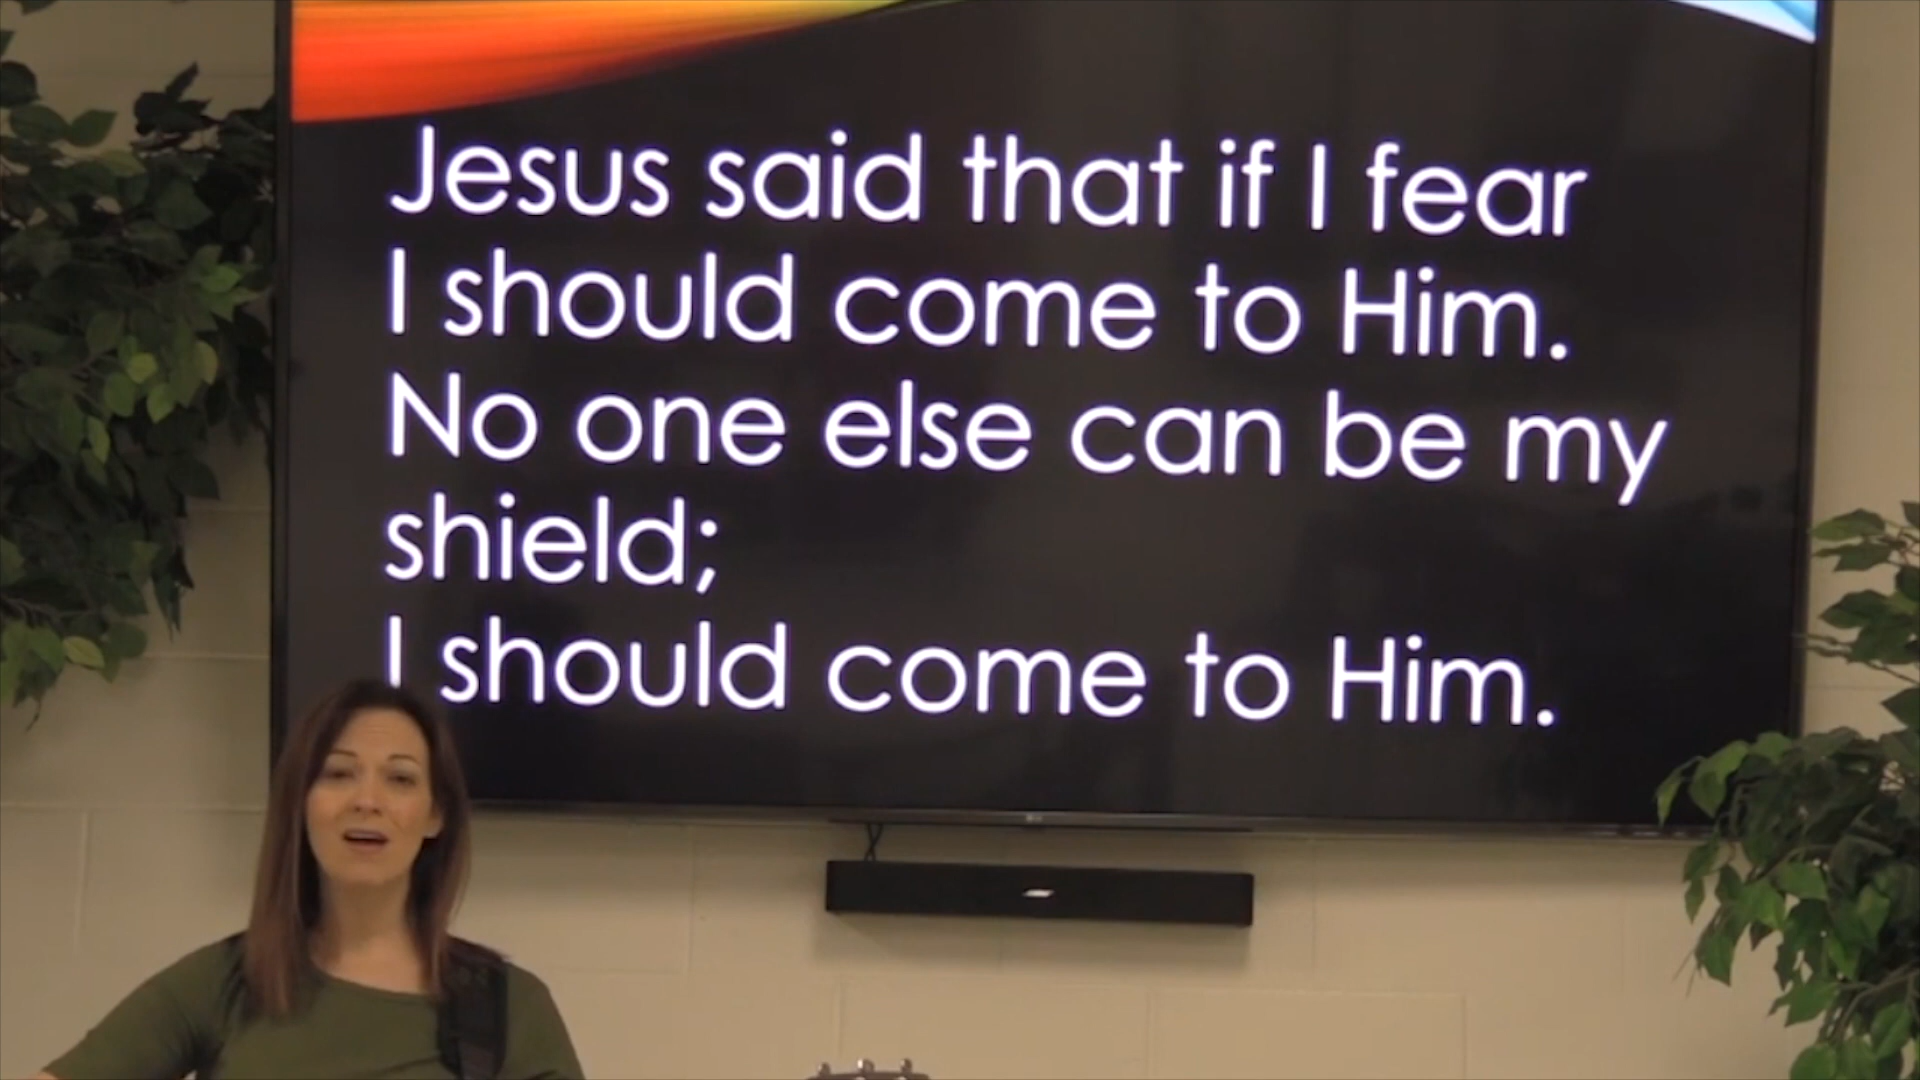 Jesus said that if I fear
I should come to Him.
No one else can be my
shield;
I should come to Him.